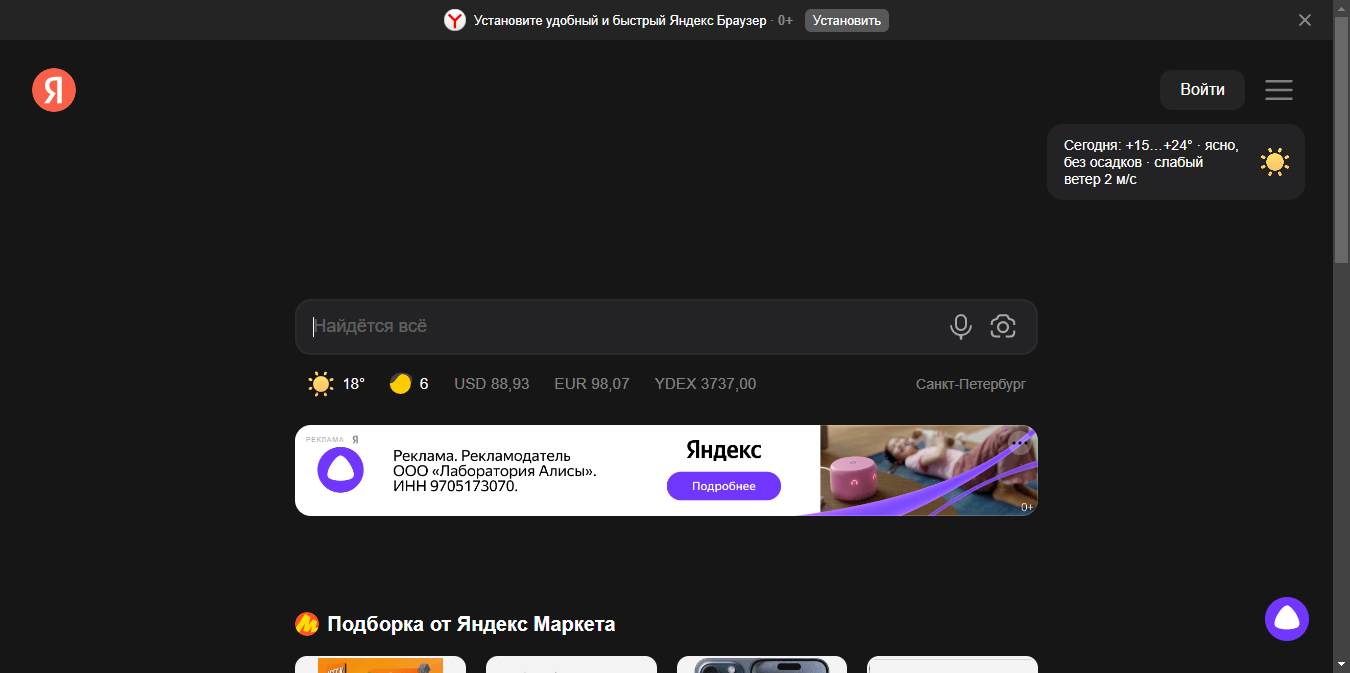 Установите удобный и быстрый Яндекс Браузер · 0+
Установить
Я
Войти
Сегодня: +15...+24° · ясно,
без осадков · слабый
ветер 2 м/с
Найдётся всё
18°
6
USD 88,93
EUR 98,07
YDEX 3737,00
Санкт-Петербург
РЕКЛАМА Я
Реклама. Рекламодатель
ООО «Лаборатория Алисы».
ИНН 9705173070.
Яндекс
Подробнее
0+
Подборка от Яндекс Маркета